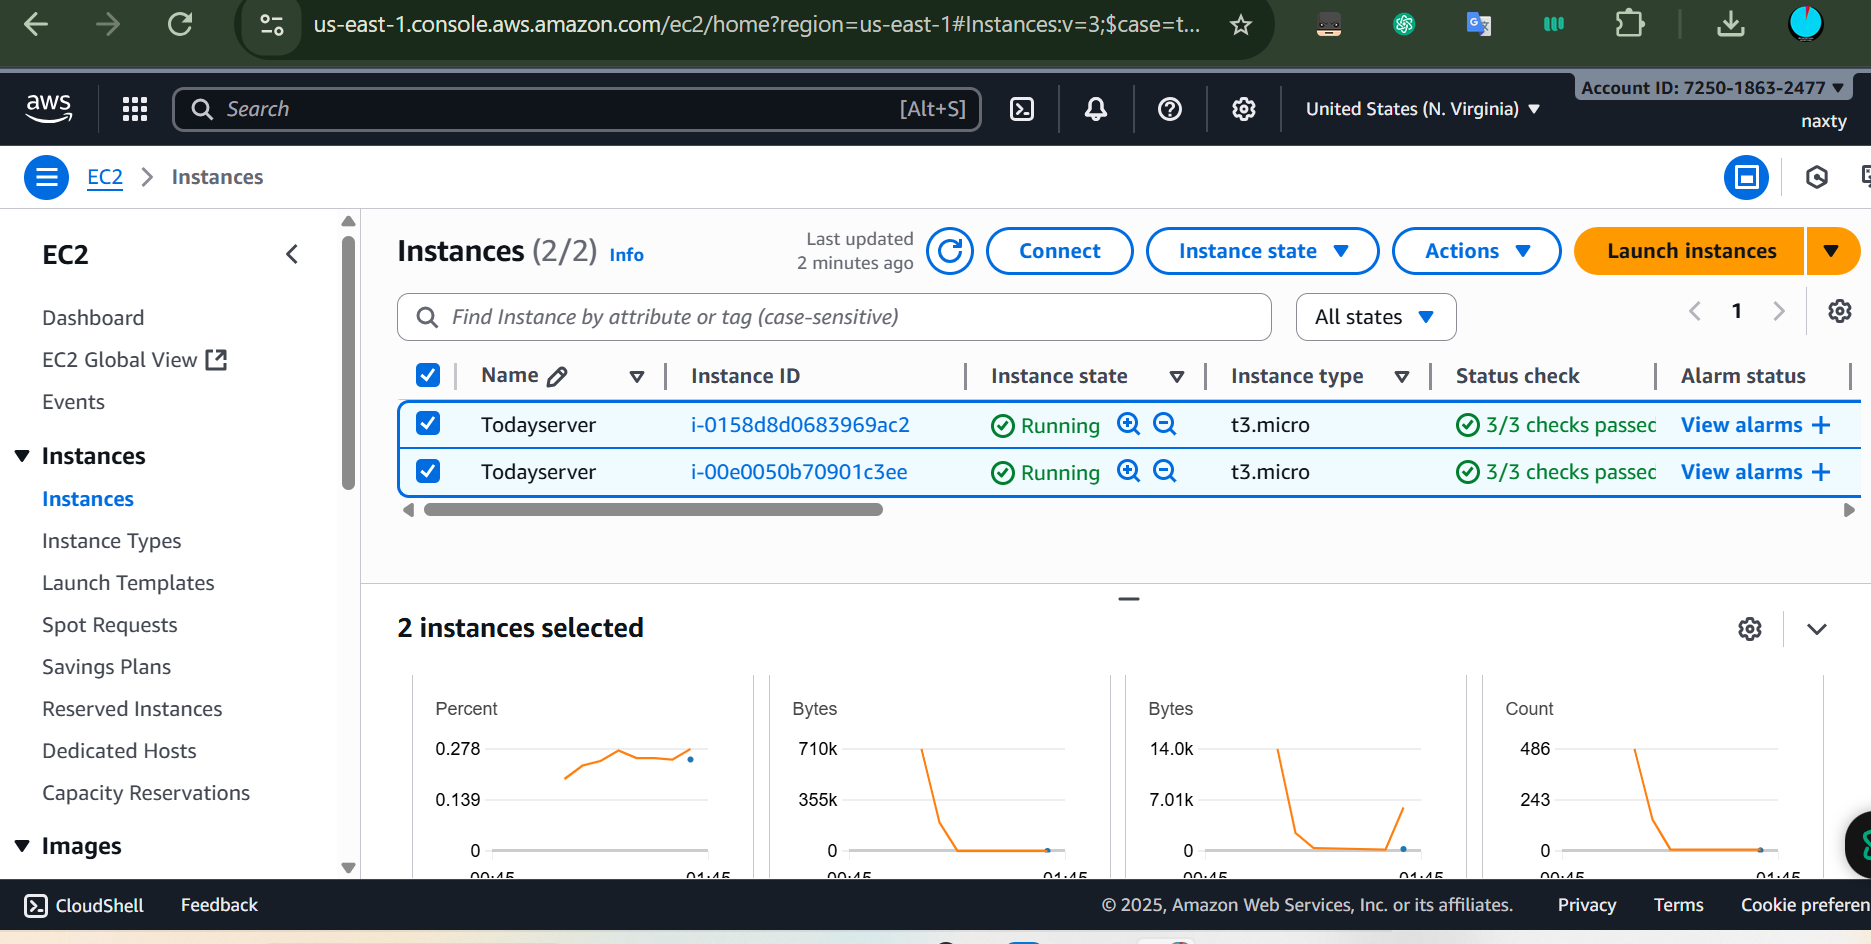 us-east-1.console.aws.amazon.com/ec2/home?region=us-east-1#Instances:v=3;$case=t...
aws
Search
[Alt+S]
United States (N. Virginia)
Account ID: 7250-1863-2477
naxty
EC2
Instances
EC2
Dashboard
EC2 Global View
Events
Instances
Instances
Instance Types
Launch Templates
Spot Requests
Savings Plans
Reserved Instances
Dedicated Hosts
Capacity Reservations
Images
Instances (2/2) Info
Last updated
2 minutes ago
Connect
Instance state
Actions
Launch instances
Find Instance by attribute or tag (case-sensitive)
All states
1
Name Instance ID Instance state Instance type Status check Alarm status
Todayserver i-0158d8d0683969ac2 Running t3.micro 3/3 checks passed View alarms +
Todayserver i-00e0050b70901c3ee Running t3.micro 3/3 checks passed View alarms +
2 instances selected
Percent
0.278
0.139
0
00:45 01:45
Bytes
710k
355k
0
00:45 01:45
Bytes
14.0k
7.01k
0
00:45 01:45
Count
486
243
0
00:45 01:45
CloudShell Feedback
© 2025, Amazon Web Services, Inc. or its affiliates. Privacy Terms Cookie preferen